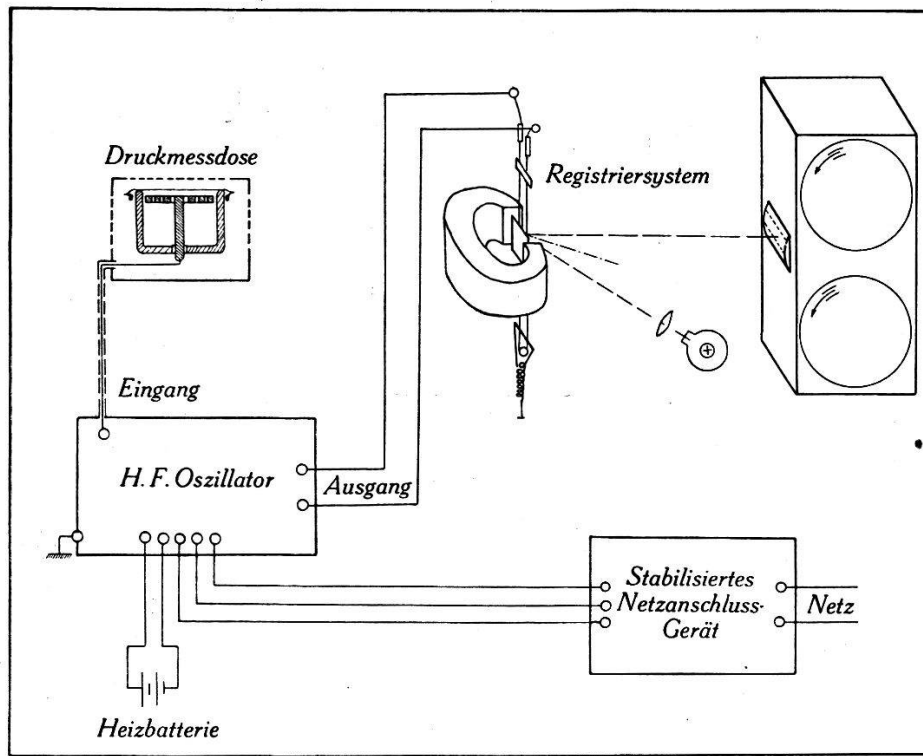 Druckmessdose
Registriersystem
Eingang
H. F. Oszillator
Ausgang
Stabilisiertes
Netzanschluss-
Gerät
Netz
Heizbatterie